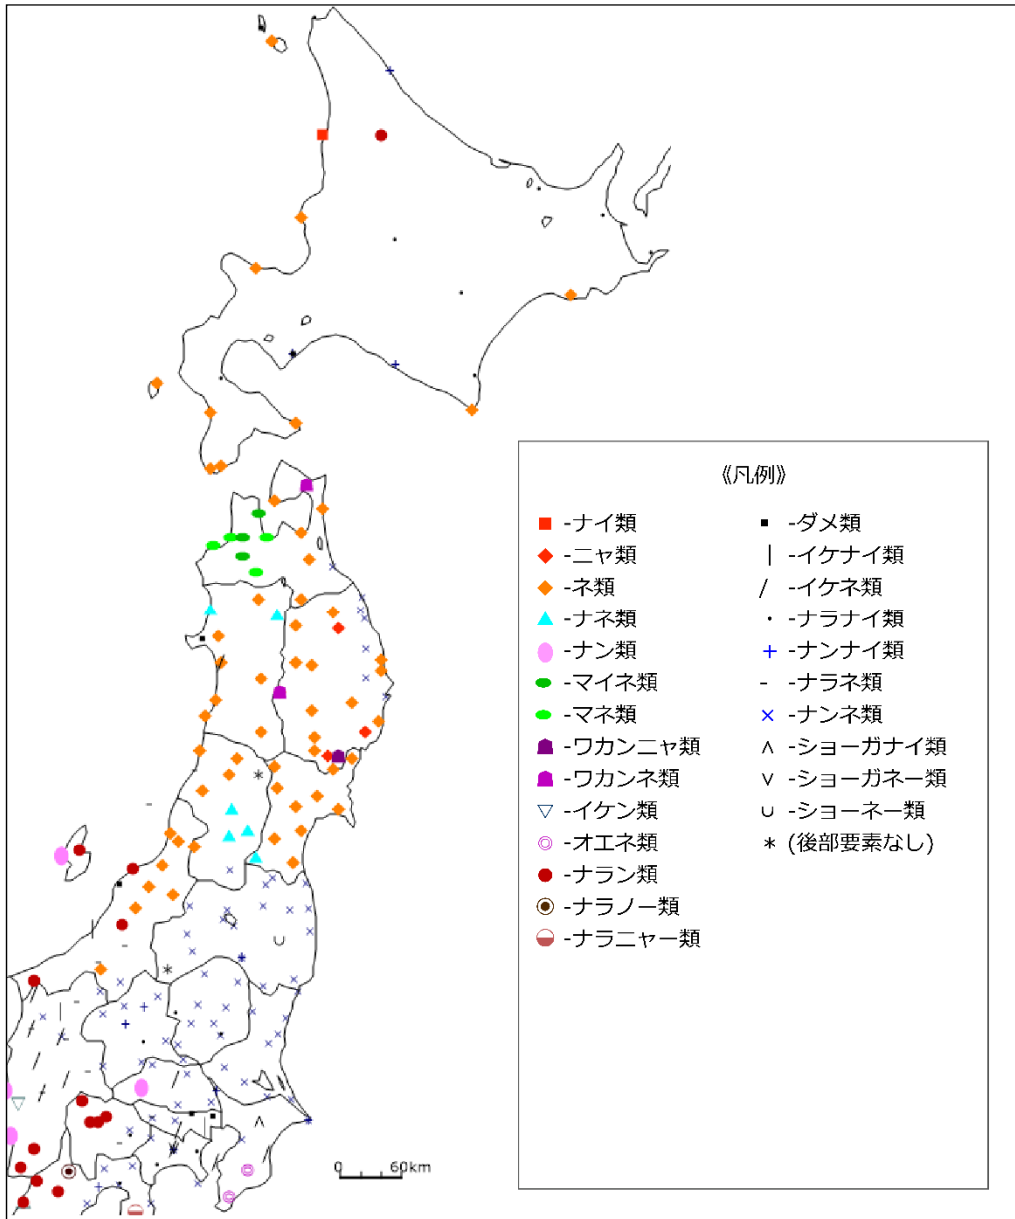 0 60km
《凡例》
-ナイ類
-ニャ類
-ネ類
-ナネ類
-ナン類
-マイネ類
-マネ類
-ワカンニャ類
-ワカンネ類
-イケン類
-オエネ類
-ナラン類
-ナラノー類
-ナラニャー類
-ダメ類
-イケナイ類
-イケネ類
-ナラナイ類
-ナンナイ類
-ナラネ類
-ナンネ類
-ショーガナイ類
-ショーガネー類
-ショーネー類
(後部要素なし)